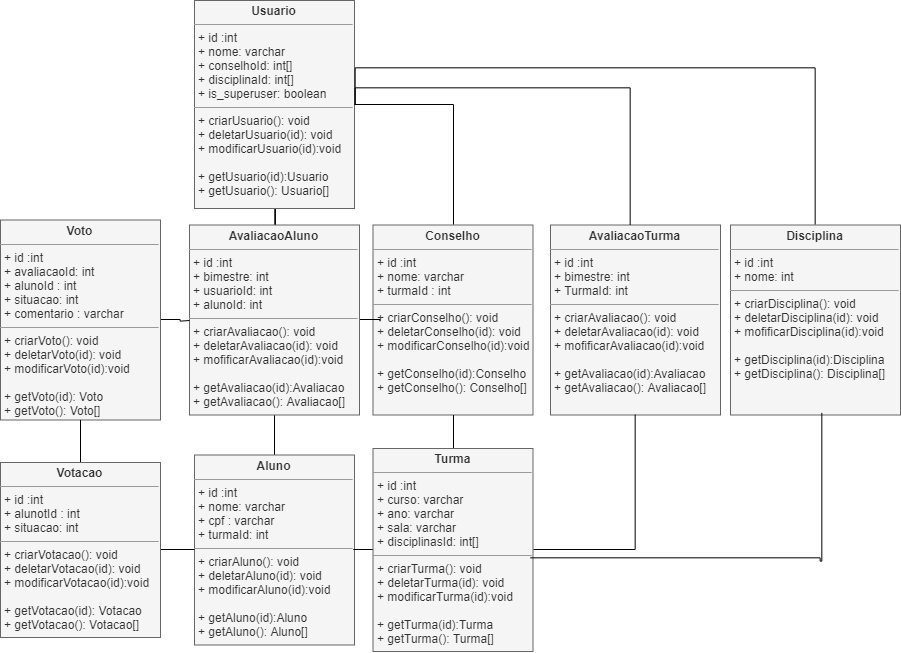 Usuario
+ id :int
+ nome: varchar
+ conselhoId: int[]
+ disciplinaId: int[]
+ is_superuser: boolean
+ criarUsuario(): void
+ deletarUsuario(id): void
+ modificarUsuario(id):void
+ getUsuario(id):Usuario
+ getUsuario(): Usuario[]
Voto
+ id :int
+ avaliacaoId: int
+ alunoId : int
+ situacao: int
+ comentario : varchar
+ criarVoto(): void
+ deletarVoto(id): void
+ modificarVoto(id):void
+ getVoto(id): Voto
+ getVoto(): Voto[]
AvaliacaoAluno
+ id :int
+ bimestre: int
+ usuarioId: int
+ alunoId: int
+ criarAvaliacao(): void
+ deletarAvaliacao(id): void
+ mofificarAvaliacao(id):void
+ getAvaliacao(id):Avaliacao
+ getAvaliacao(): Avaliacao[]
Conselho
+ id :int
+ nome: varchar
+ turmaId : int
+ criarConselho(): void
+ deletarConselho(id): void
+ modificarConselho(id):void
+ getConselho(id):Conselho
+ getConselho(): Conselho[]
AvaliacaoTurma
+ id :int
+ bimestre: int
+ TurmaId: int
+ criarAvaliacao(): void
+ deletarAvaliacao(id): void
+ mofificarAvaliacao(id):void
+ getAvaliacao(id):Avaliacao
+ getAvaliacao(): Avaliacao[]
Disciplina
+ id :int
+ nome: int
+ criarDisciplina(): void
+ deletarDisciplina(id): void
+ mofificarDisciplina(id):void
+ getDisciplina(id):Disciplina
+ getDisciplina(): Disciplina[]
Votacao
+ id :int
+ alunotId : int
+ situacao: int
+ criarVotacao(): void
+ deletarVotacao(id): void
+ modificarVotacao(id):void
+ getVotacao(id): Votacao
+ getVotacao(): Votacao[]
Aluno
+ id :int
+ nome: varchar
+ cpf : varchar
+ turmaId: int
+ criarAluno(): void
+ deletarAluno(id): void
+ modificarAluno(id):void
+ getAluno(id):Aluno
+ getAluno(): Aluno[]
Turma
+ id :int
+ curso: varchar
+ ano: varchar
+ sala: varchar
+ disciplinasId: int[]
+ criarTurma(): void
+ deletarTurma(id): void
+ modificarTurma(id):void
+ getTurma(id):Turma
+ getTurma(): Turma[]